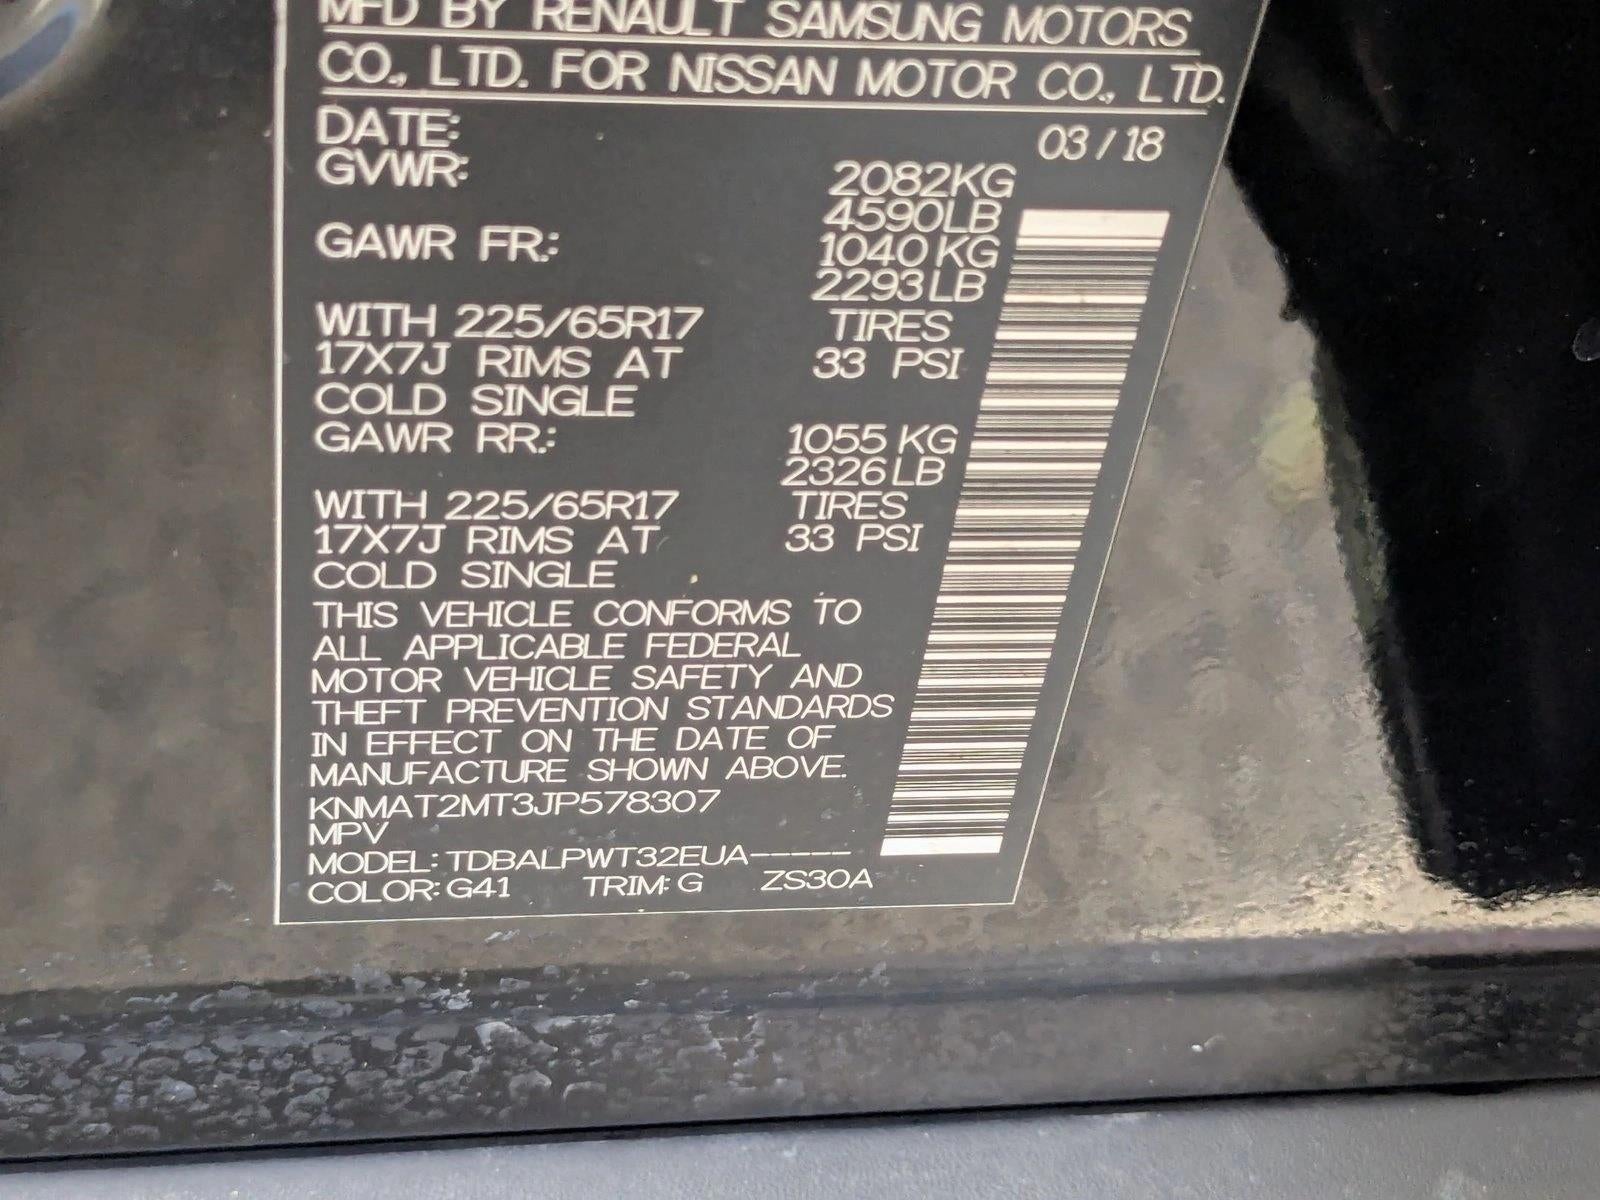 MFD BY RENAULT SAMSUNG MOTORS
CO., LTD. FOR NISSAN MOTOR CO., LTD.
DATE: 03 / 18
GVWR: 2082KG
4590LB
GAWR FR.: 1040 KG
2293 LB
WITH 225/65R17 TIRES
17X7J RIMS AT 33 PSI
COLD SINGLE
GAWR RR.: 1055 KG
2326 LB
WITH 225/65R17 TIRES
17X7J RIMS AT 33 PSI
COLD SINGLE
THIS VEHICLE CONFORMS TO
ALL APPLICABLE FEDERAL
MOTOR VEHICLE SAFETY AND
THEFT PREVENTION STANDARDS
IN EFFECT ON THE DATE OF
MANUFACTURE SHOWN ABOVE.
KNMAT2MT3JP578307
MPV
MODEL: TDBALPWT32EUA-----
COLOR: G41 TRIM: G ZS30A